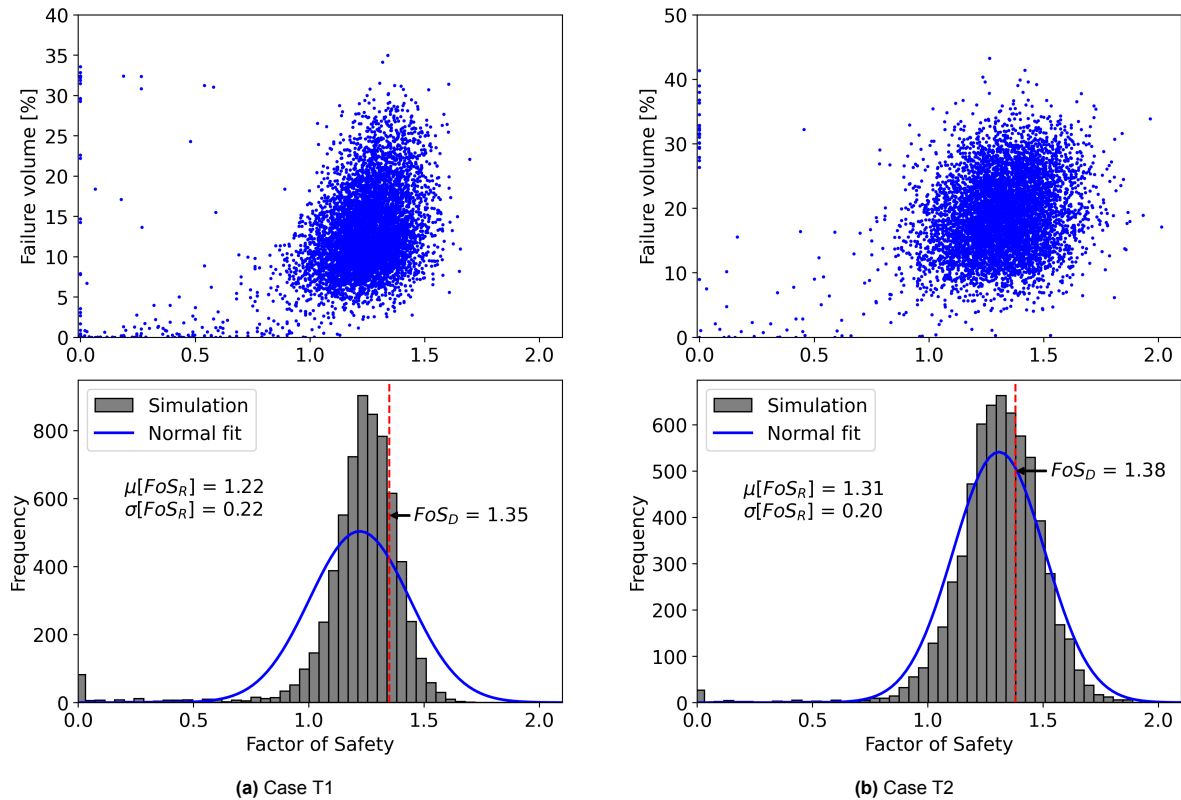 40
35
30
25
20
15
10
5
0
Failure volume [%]
0.0 0.5 1.0 1.5 2.0
50
40
30
20
10
0
Failure volume [%]
0.0 0.5 1.0 1.5 2.0
Simulation
Normal fit
μ[FoS_R] = 1.22
σ[FoS_R] = 0.22
FoS_D = 1.35
800
600
400
200
0
Frequency
0.0 0.5 1.0 1.5 2.0
Factor of Safety
(a) Case T1
Simulation
Normal fit
μ[FoS_R] = 1.31
σ[FoS_R] = 0.20
FoS_D = 1.38
600
500
400
300
200
100
0
Frequency
0.0 0.5 1.0 1.5 2.0
Factor of Safety
(b) Case T2